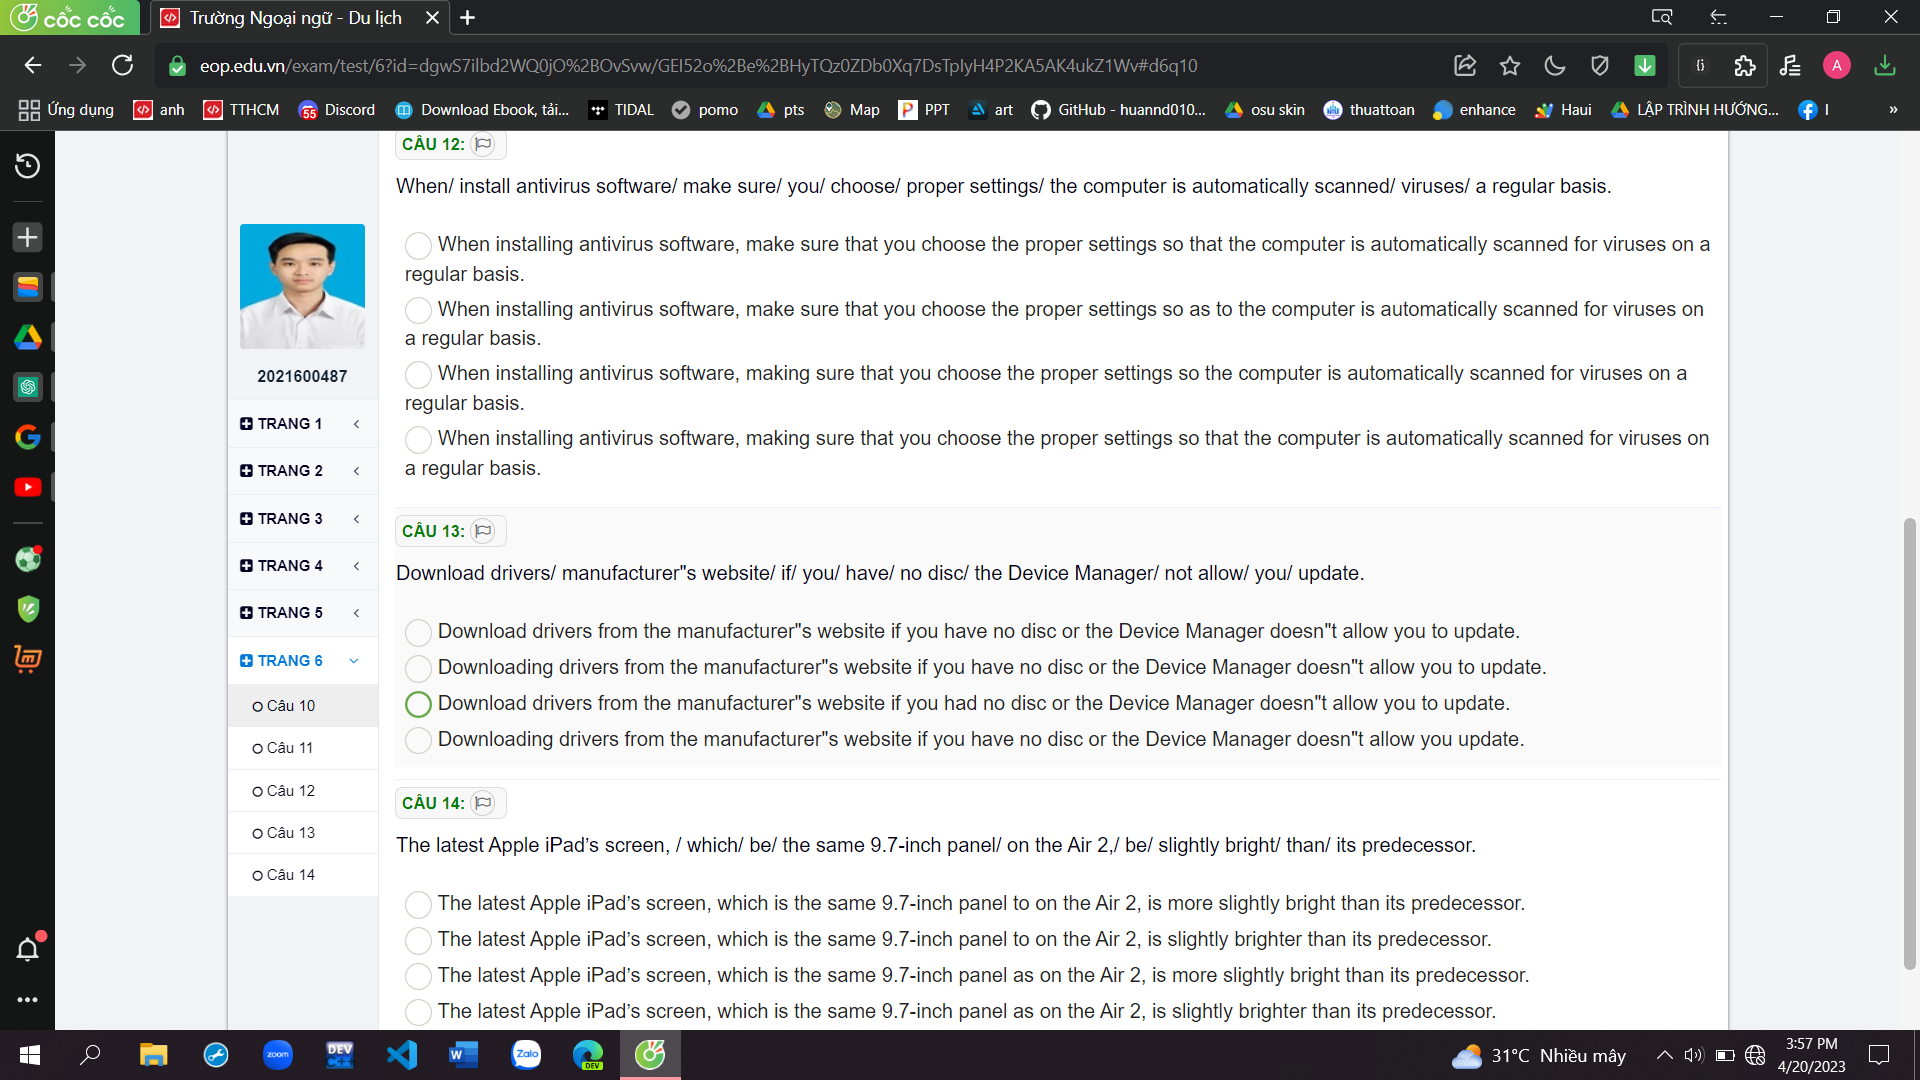 cốc cốc
Trường Ngoại ngữ - Du lịch
eop.edu.vn/exam/test/6?id=dgwS7ilbd2WQ0jO%2BOvSvw/GEI52o%2Be%2BHyTQz0ZDb0Xq7DsTpIyH4P2KA5AK4ukZ1Wv#d6q10
A
Ứng dụng
anh
TTHCM
55 Discord
Download Ebook, tải...
TIDAL
pomo
pts
Map
PPT
art
GitHub - huannd010...
osu skin
thuattoan
enhance
Haui
LẬP TRÌNH HƯỚNG...
I
»
2021600487
TRANG 1
TRANG 2
TRANG 3
TRANG 4
TRANG 5
TRANG 6
Câu 10
Câu 11
Câu 12
Câu 13
Câu 14
CÂU 12:
When/ install antivirus software/ make sure/ you/ choose/ proper settings/ the computer is automatically scanned/ viruses/ a regular basis.
When installing antivirus software, make sure that you choose the proper settings so that the computer is automatically scanned for viruses on a
regular basis.
When installing antivirus software, make sure that you choose the proper settings so as to the computer is automatically scanned for viruses on
a regular basis.
When installing antivirus software, making sure that you choose the proper settings so the computer is automatically scanned for viruses on a
regular basis.
When installing antivirus software, making sure that you choose the proper settings so that the computer is automatically scanned for viruses on
a regular basis.
CÂU 13:
Download drivers/ manufacturer"s website/ if/ you/ have/ no disc/ the Device Manager/ not allow/ you/ update.
Download drivers from the manufacturer"s website if you have no disc or the Device Manager doesn"t allow you to update.
Downloading drivers from the manufacturer"s website if you have no disc or the Device Manager doesn"t allow you to update.
Download drivers from the manufacturer"s website if you had no disc or the Device Manager doesn"t allow you to update.
Downloading drivers from the manufacturer"s website if you have no disc or the Device Manager doesn"t allow you update.
CÂU 14:
The latest Apple iPad’s screen, / which/ be/ the same 9.7-inch panel/ on the Air 2,/ be/ slightly bright/ than/ its predecessor.
The latest Apple iPad’s screen, which is the same 9.7-inch panel to on the Air 2, is more slightly bright than its predecessor.
The latest Apple iPad’s screen, which is the same 9.7-inch panel to on the Air 2, is slightly brighter than its predecessor.
The latest Apple iPad’s screen, which is the same 9.7-inch panel as on the Air 2, is more slightly bright than its predecessor.
The latest Apple iPad’s screen, which is the same 9.7-inch panel as on the Air 2, is slightly brighter than its predecessor.
zoom
DEV
C++
W
Zalo
DEV
31°C Nhiều mây
3:57 PM
4/20/2023